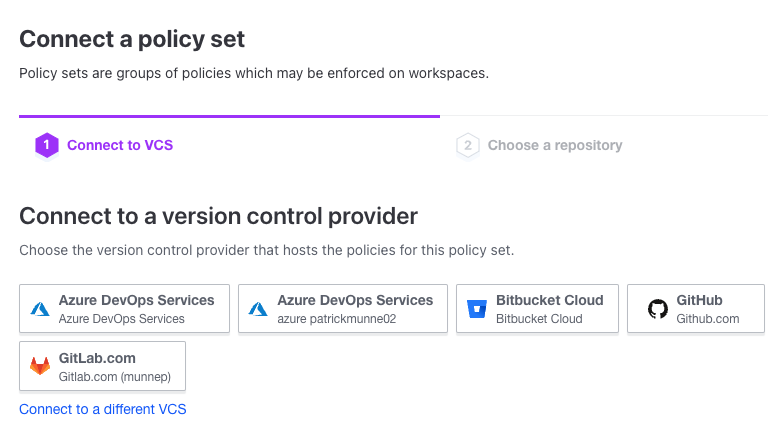 Connect a policy set
Policy sets are groups of policies which may be enforced on workspaces.
1 Connect to VCS
2 Choose a repository
Connect to a version control provider
Choose the version control provider that hosts the policies for this policy set.
Azure DevOps Services
Azure DevOps Services
Azure DevOps Services
azure patrickmunne02
Bitbucket Cloud
Bitbucket Cloud
GitHub
Github.com
GitLab.com
Gitlab.com (munnep)
Connect to a different VCS